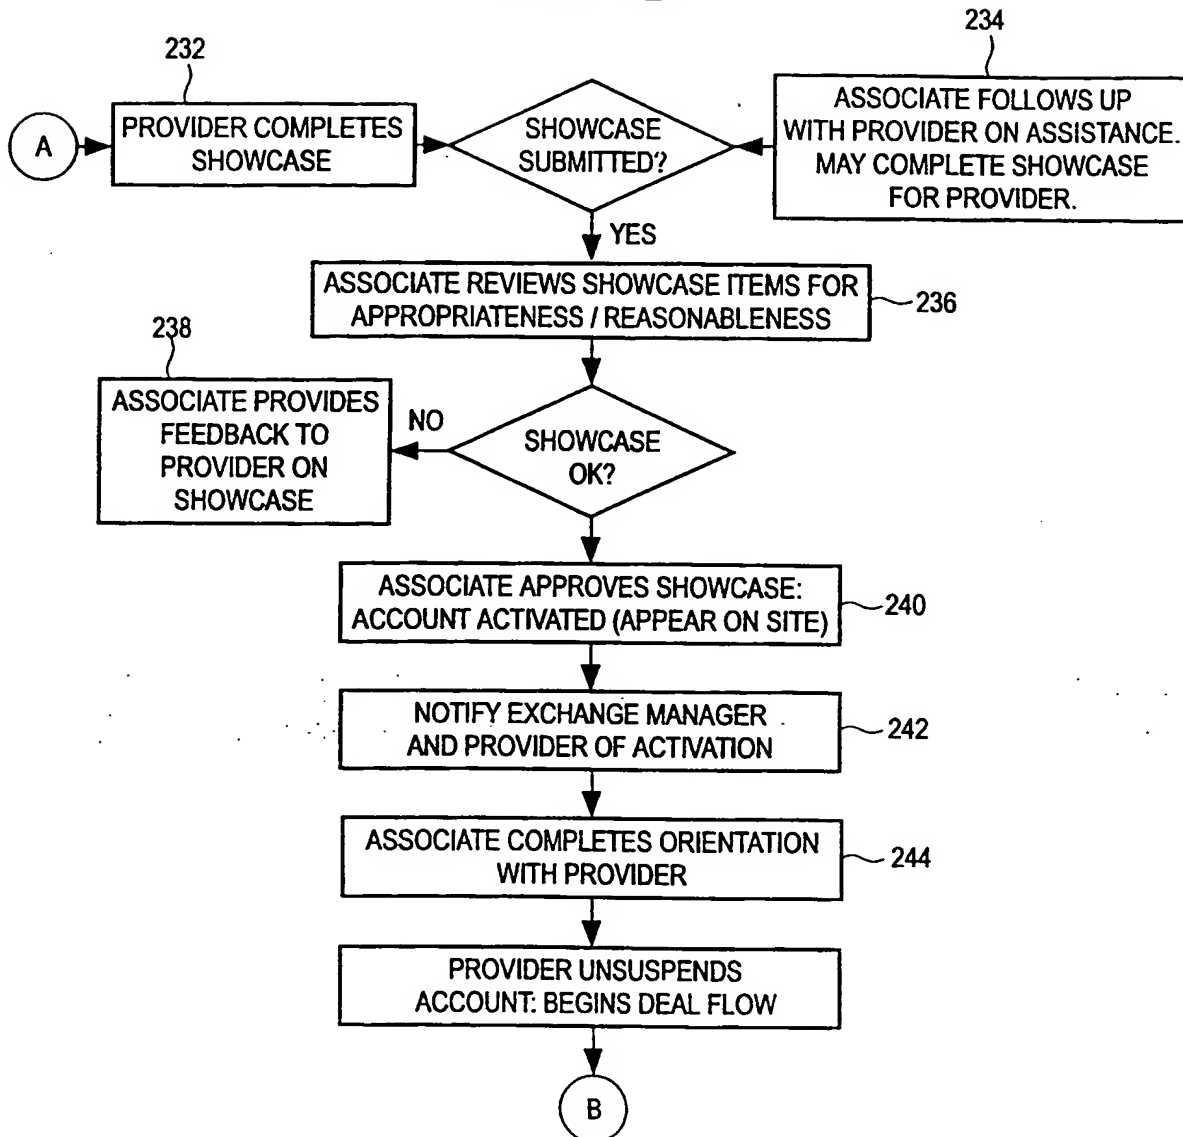 232
234
A
PROVIDER COMPLETES
SHOWCASE
SHOWCASE
SUBMITTED?
ASSOCIATE FOLLOWS UP
WITH PROVIDER ON ASSISTANCE.
MAY COMPLETE SHOWCASE
FOR PROVIDER.
YES
ASSOCIATE REVIEWS SHOWCASE ITEMS FOR
APPROPRIATENESS / REASONABLENESS
236
238
ASSOCIATE PROVIDES
FEEDBACK TO
PROVIDER ON
SHOWCASE
NO
SHOWCASE
OK?
ASSOCIATE APPROVES SHOWCASE:
ACCOUNT ACTIVATED (APPEAR ON SITE)
240
NOTIFY EXCHANGE MANAGER
AND PROVIDER OF ACTIVATION
242
ASSOCIATE COMPLETES ORIENTATION
WITH PROVIDER
244
PROVIDER UNSUSPENDS
ACCOUNT: BEGINS DEAL FLOW
B